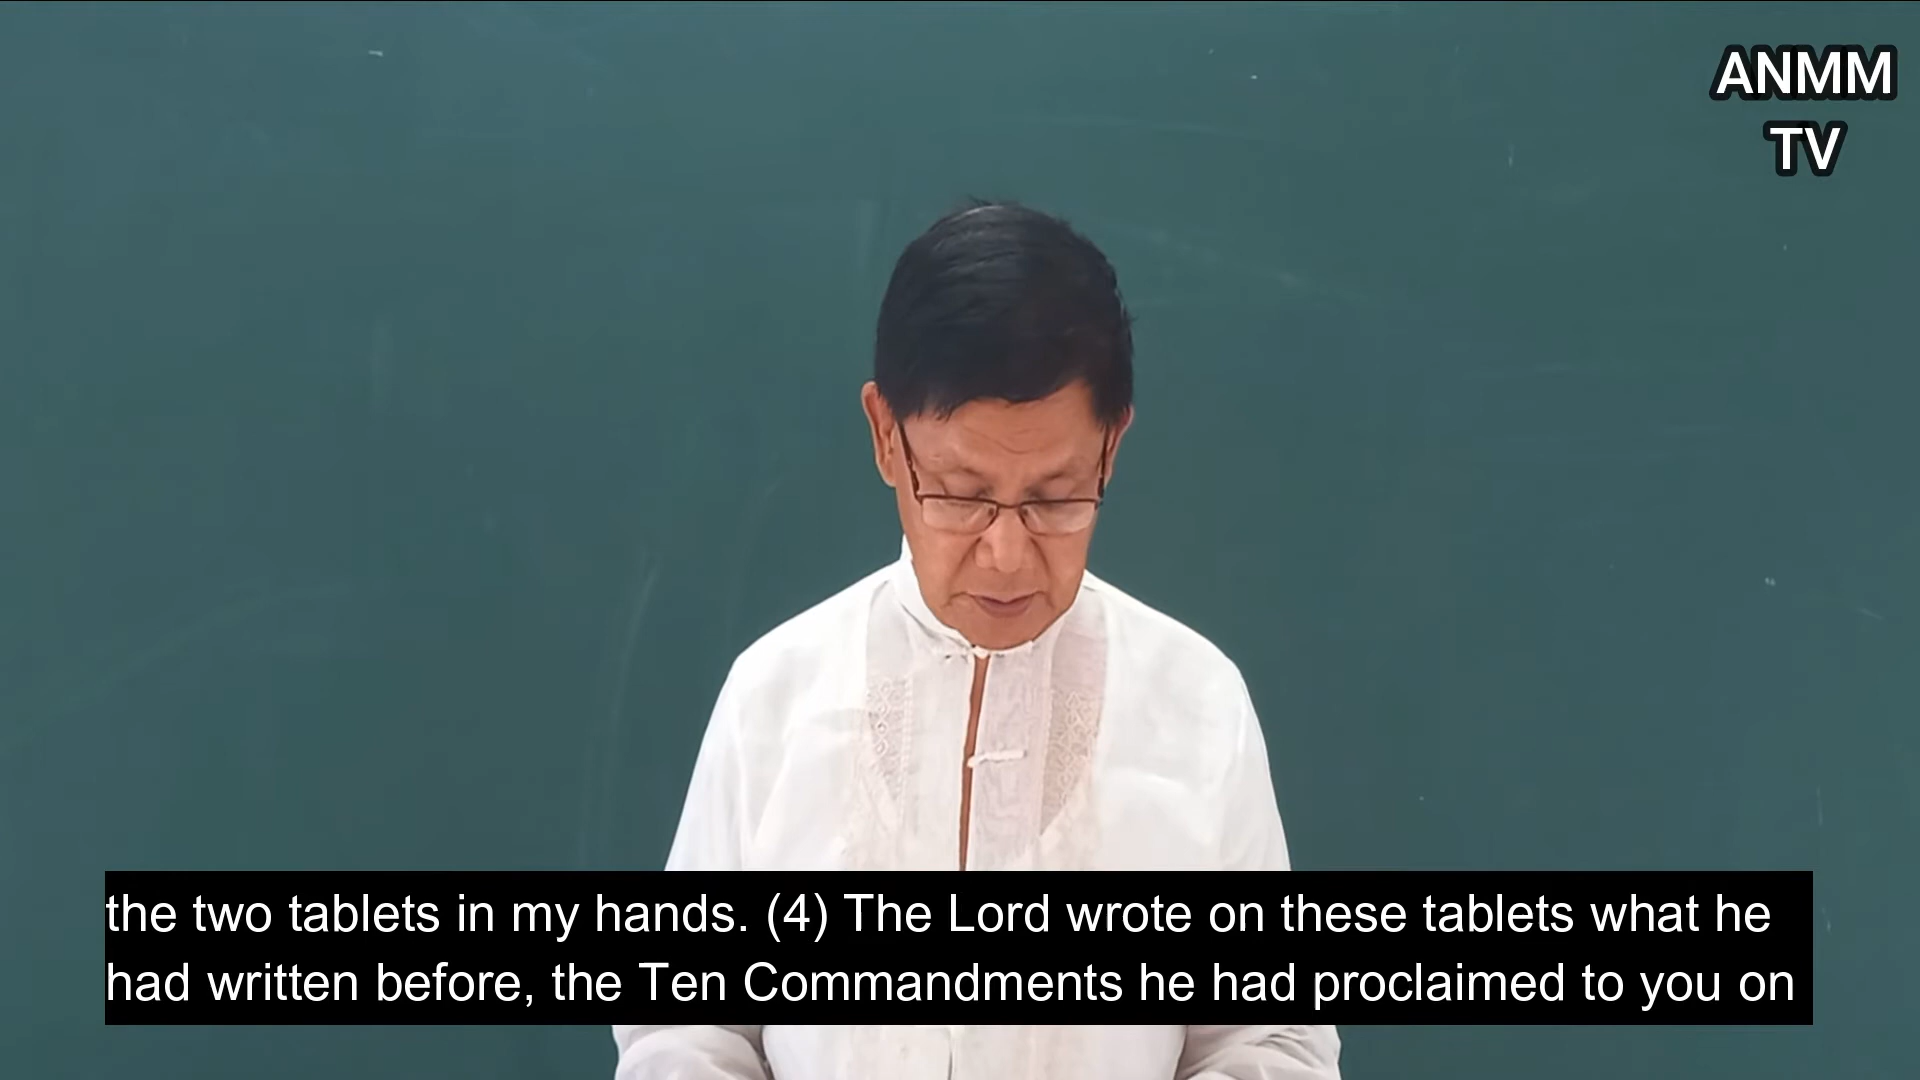 ANMM
TV
the two tablets in my hands. (4) The Lord wrote on these tablets what he
had written before, the Ten Commandments he had proclaimed to you on